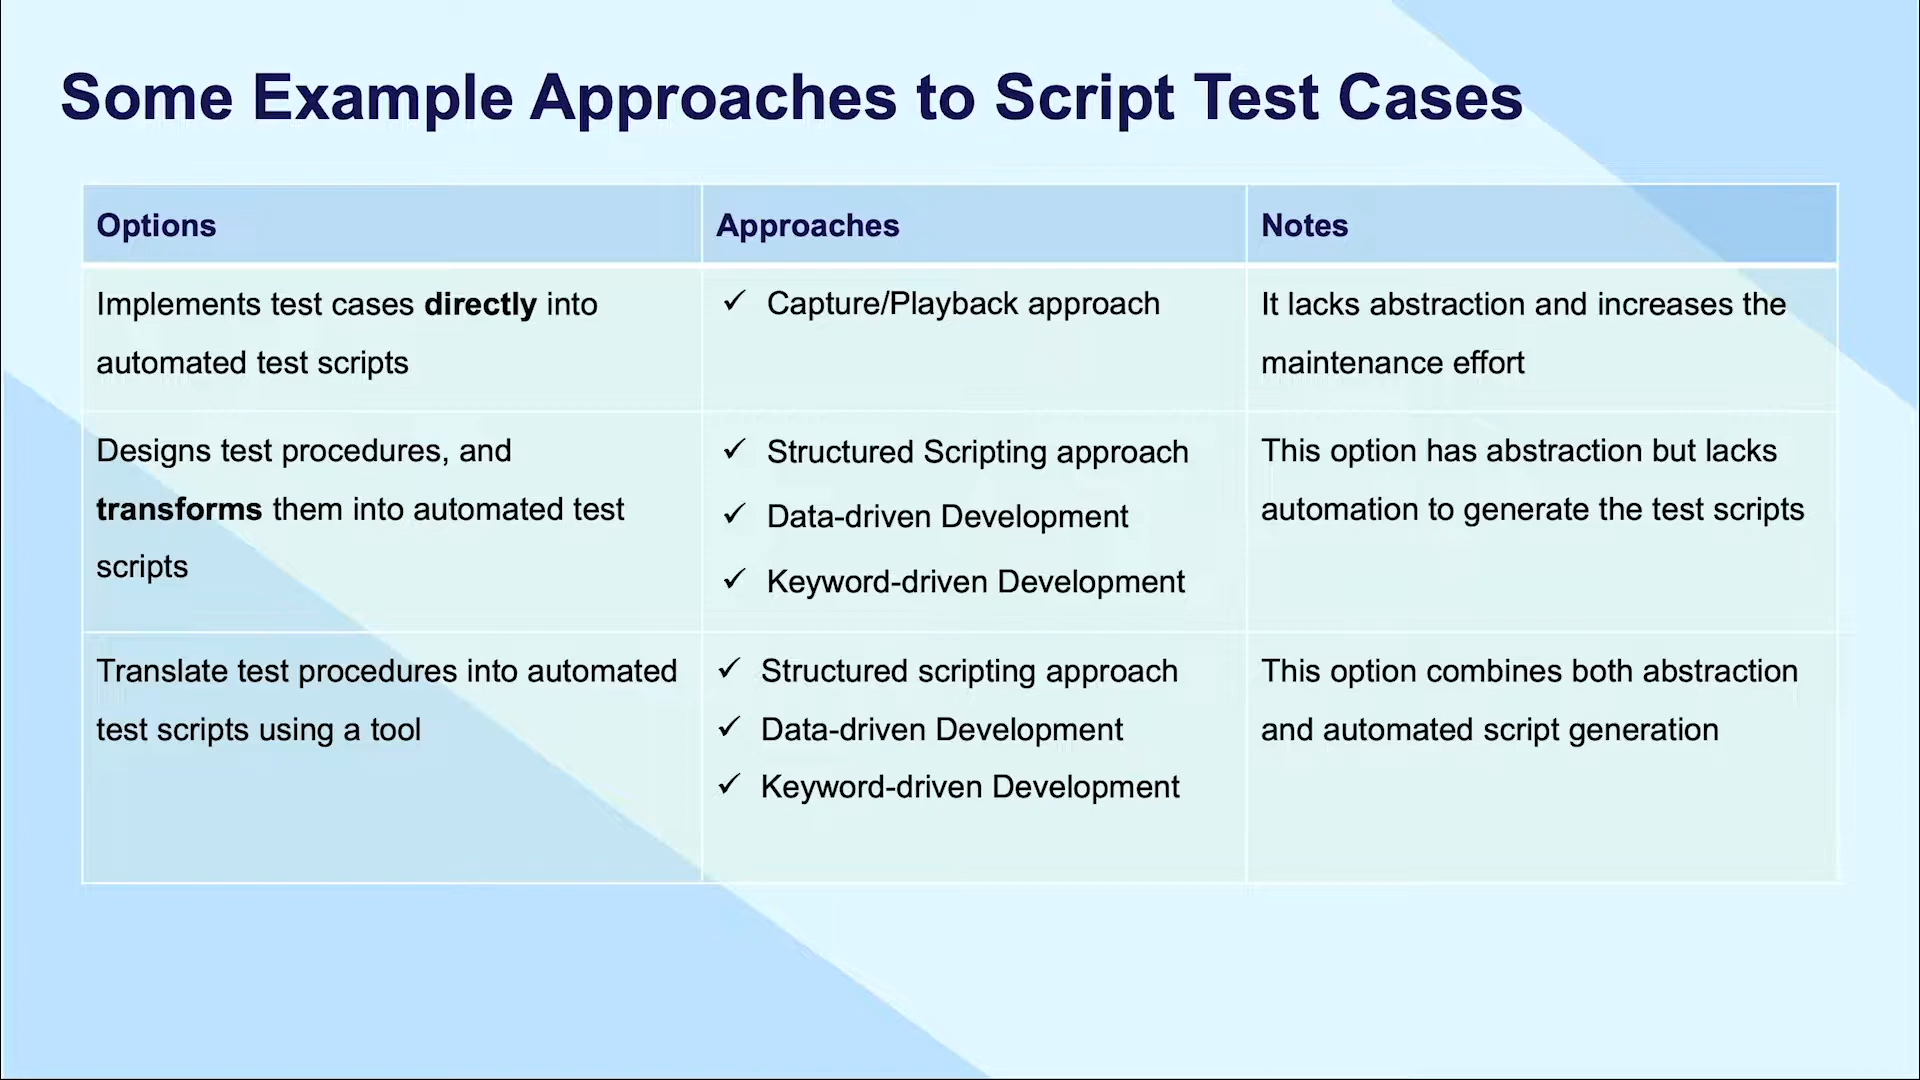 Some Example Approaches to Script Test Cases
Options
Approaches
Notes
Implements test cases directly into
automated test scripts
✓ Capture/Playback approach
It lacks abstraction and increases the
maintenance effort
Designs test procedures, and
transforms them into automated test
scripts
✓ Structured Scripting approach
✓ Data-driven Development
✓ Keyword-driven Development
This option has abstraction but lacks
automation to generate the test scripts
Translate test procedures into automated
test scripts using a tool
✓ Structured scripting approach
✓ Data-driven Development
✓ Keyword-driven Development
This option combines both abstraction
and automated script generation